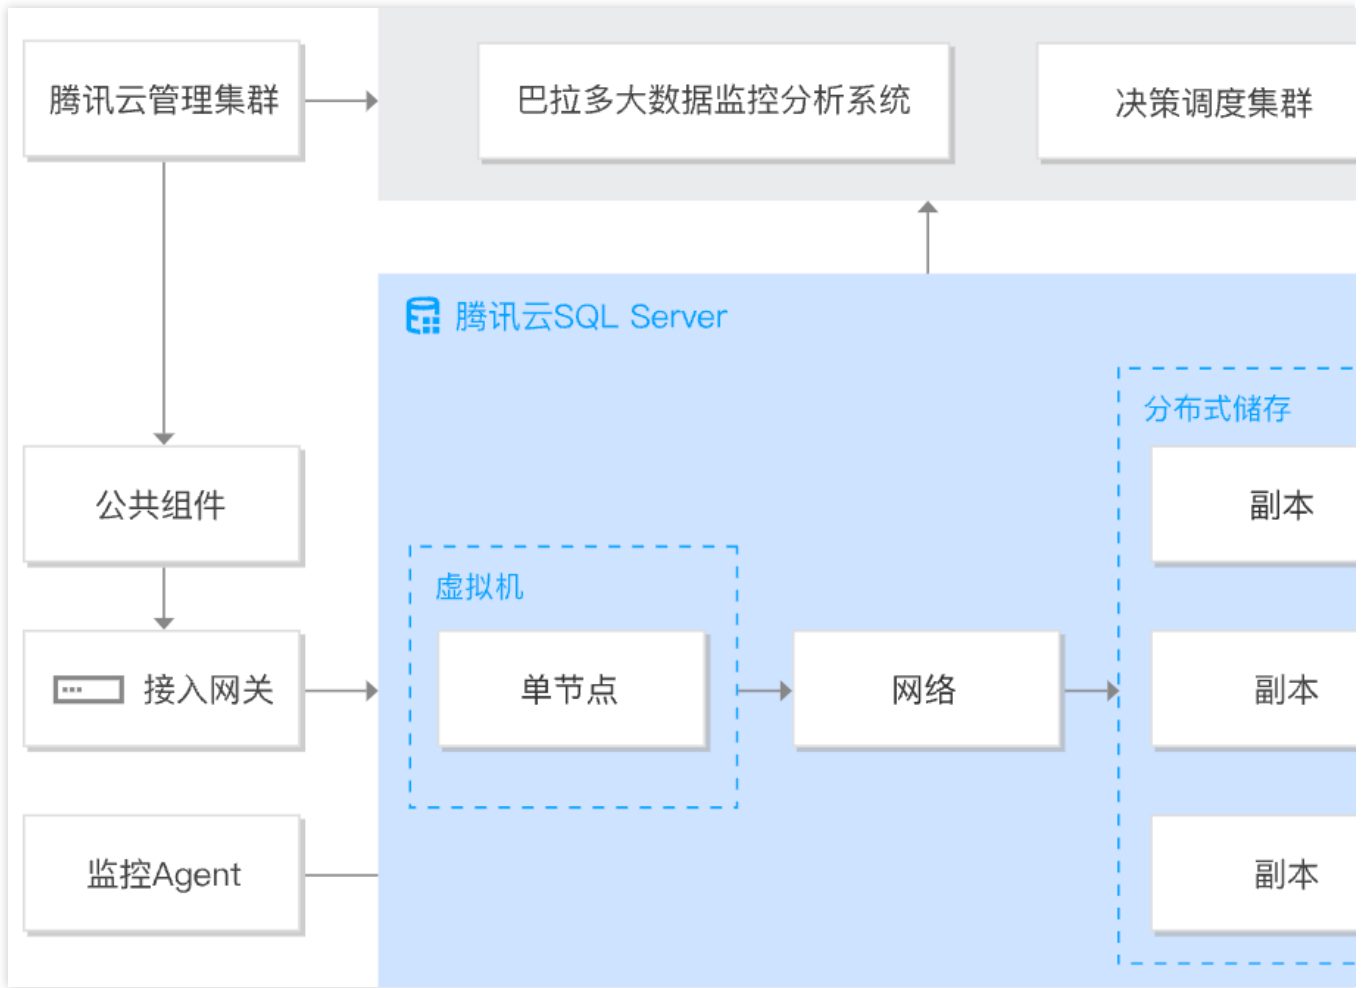 腾讯云管理集群
巴拉多大数据监控分析系统
决策调度集群
腾讯云SQL Server
分布式储存
公共组件
副本
虚拟机
接入网关
单节点
网络
副本
监控Agent
副本